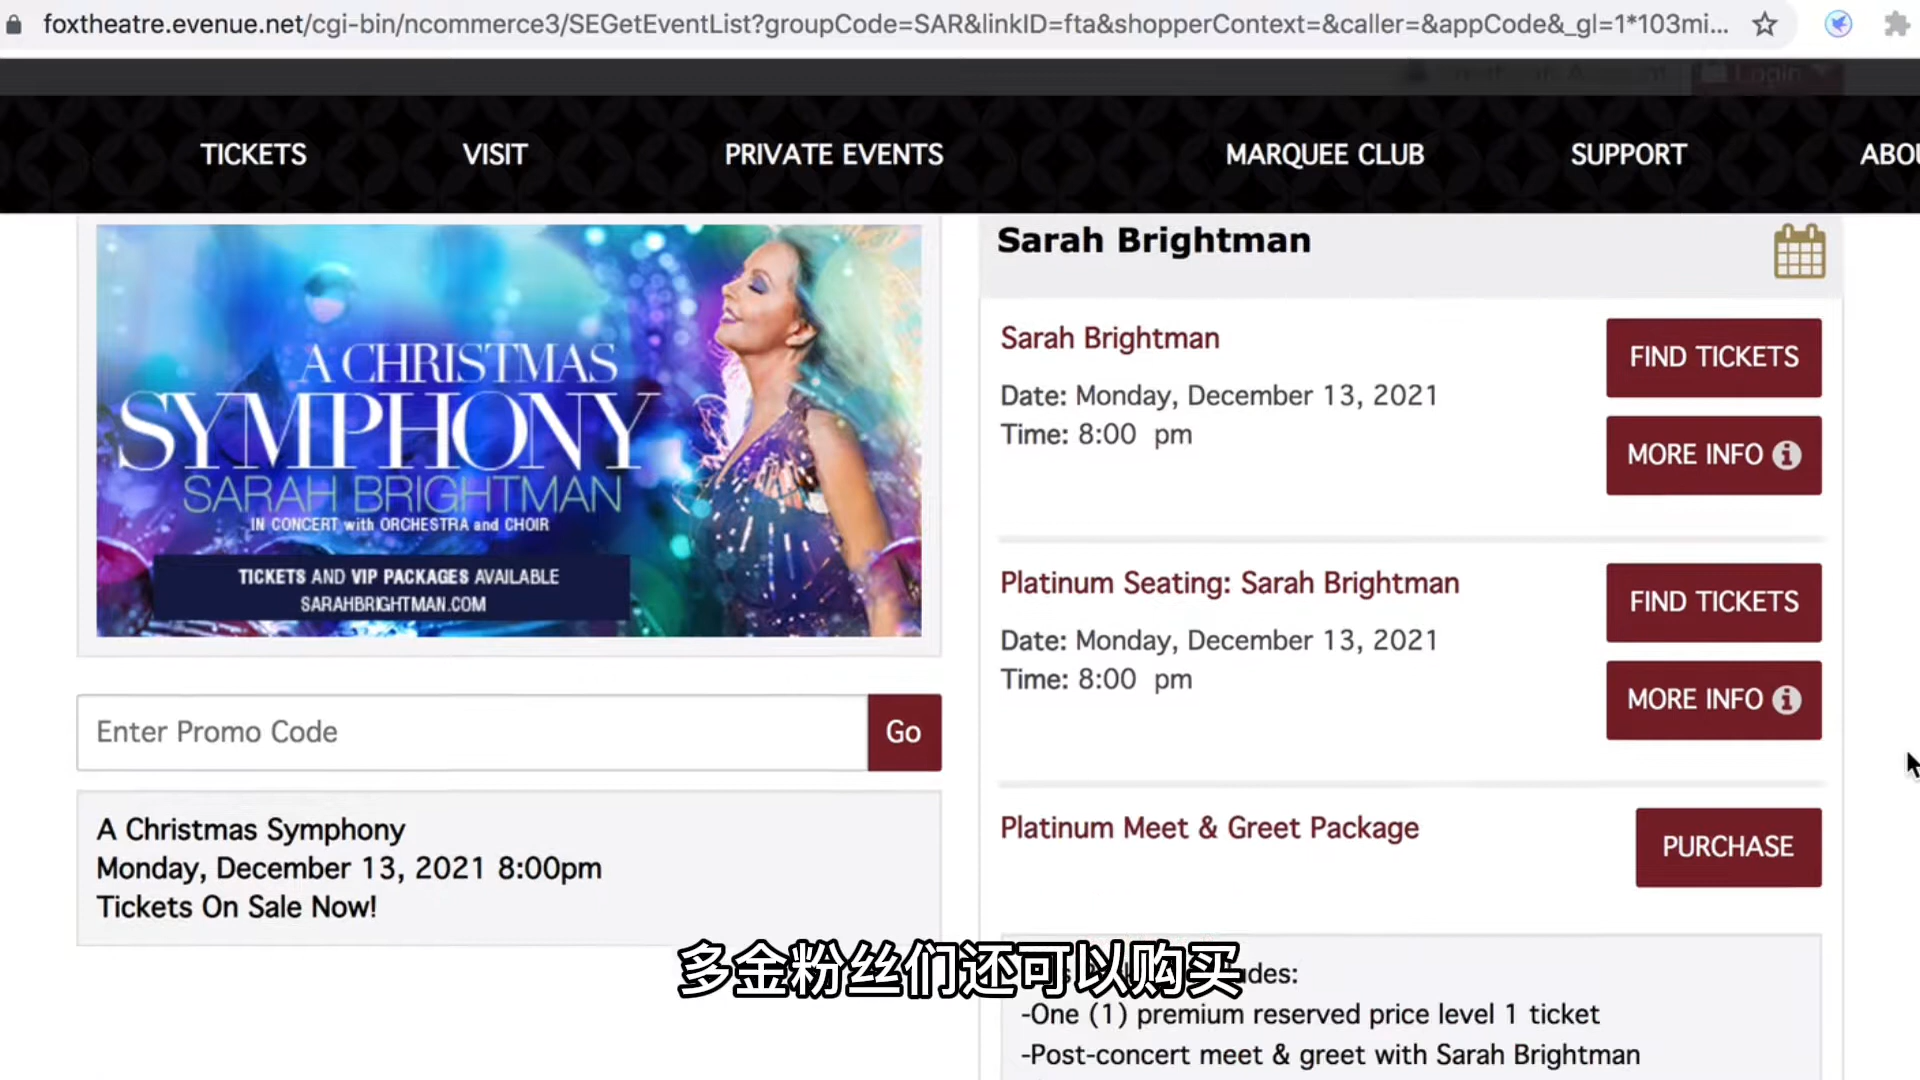 foxtheatre.evenue.net/cgi-bin/ncommerce3/SEGetEventList?groupCode=SAR&linkID=fta&shopperContext=&caller=&appCode&_gl=1*103mi...
Login
TICKETS
VISIT
PRIVATE EVENTS
MARQUEE CLUB
SUPPORT
ABOU
A CHRISTMAS
SYMPHONY
SARAH BRIGHTMAN
IN CONCERT with ORCHESTRA and CHOIR
TICKETS AND VIP PACKAGES AVAILABLE
SARAHBRIGHTMAN.COM
Enter Promo Code
Go
A Christmas Symphony
Monday, December 13, 2021 8:00pm
Tickets On Sale Now!
Sarah Brightman
Sarah Brightman
Date: Monday, December 13, 2021
Time: 8:00 pm
FIND TICKETS
MORE INFO
Platinum Seating: Sarah Brightman
Date: Monday, December 13, 2021
Time: 8:00 pm
FIND TICKETS
MORE INFO
Platinum Meet & Greet Package
PURCHASE
-One (1) premium reserved price level 1 ticket
-Post-concert meet & greet with Sarah Brightman
多金粉丝们还可以购买